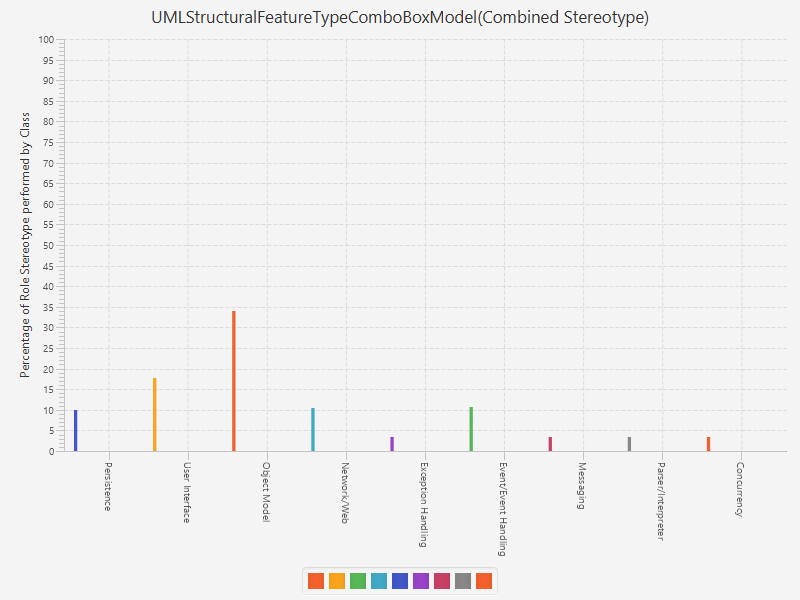 UMLStructuralFeatureTypeComboBoxModel(Combined Stereotype)
Percentage of Role Stereotype performed by Class
100
95
90
85
80
75
70
65
60
55
50
45
40
35
30
25
20
15
10
5
0
Persistence
User Interface
Object Model
Network/Web
Exception Handling
Event/Event Handling
Messaging
Parser/Interpreter
Concurrency